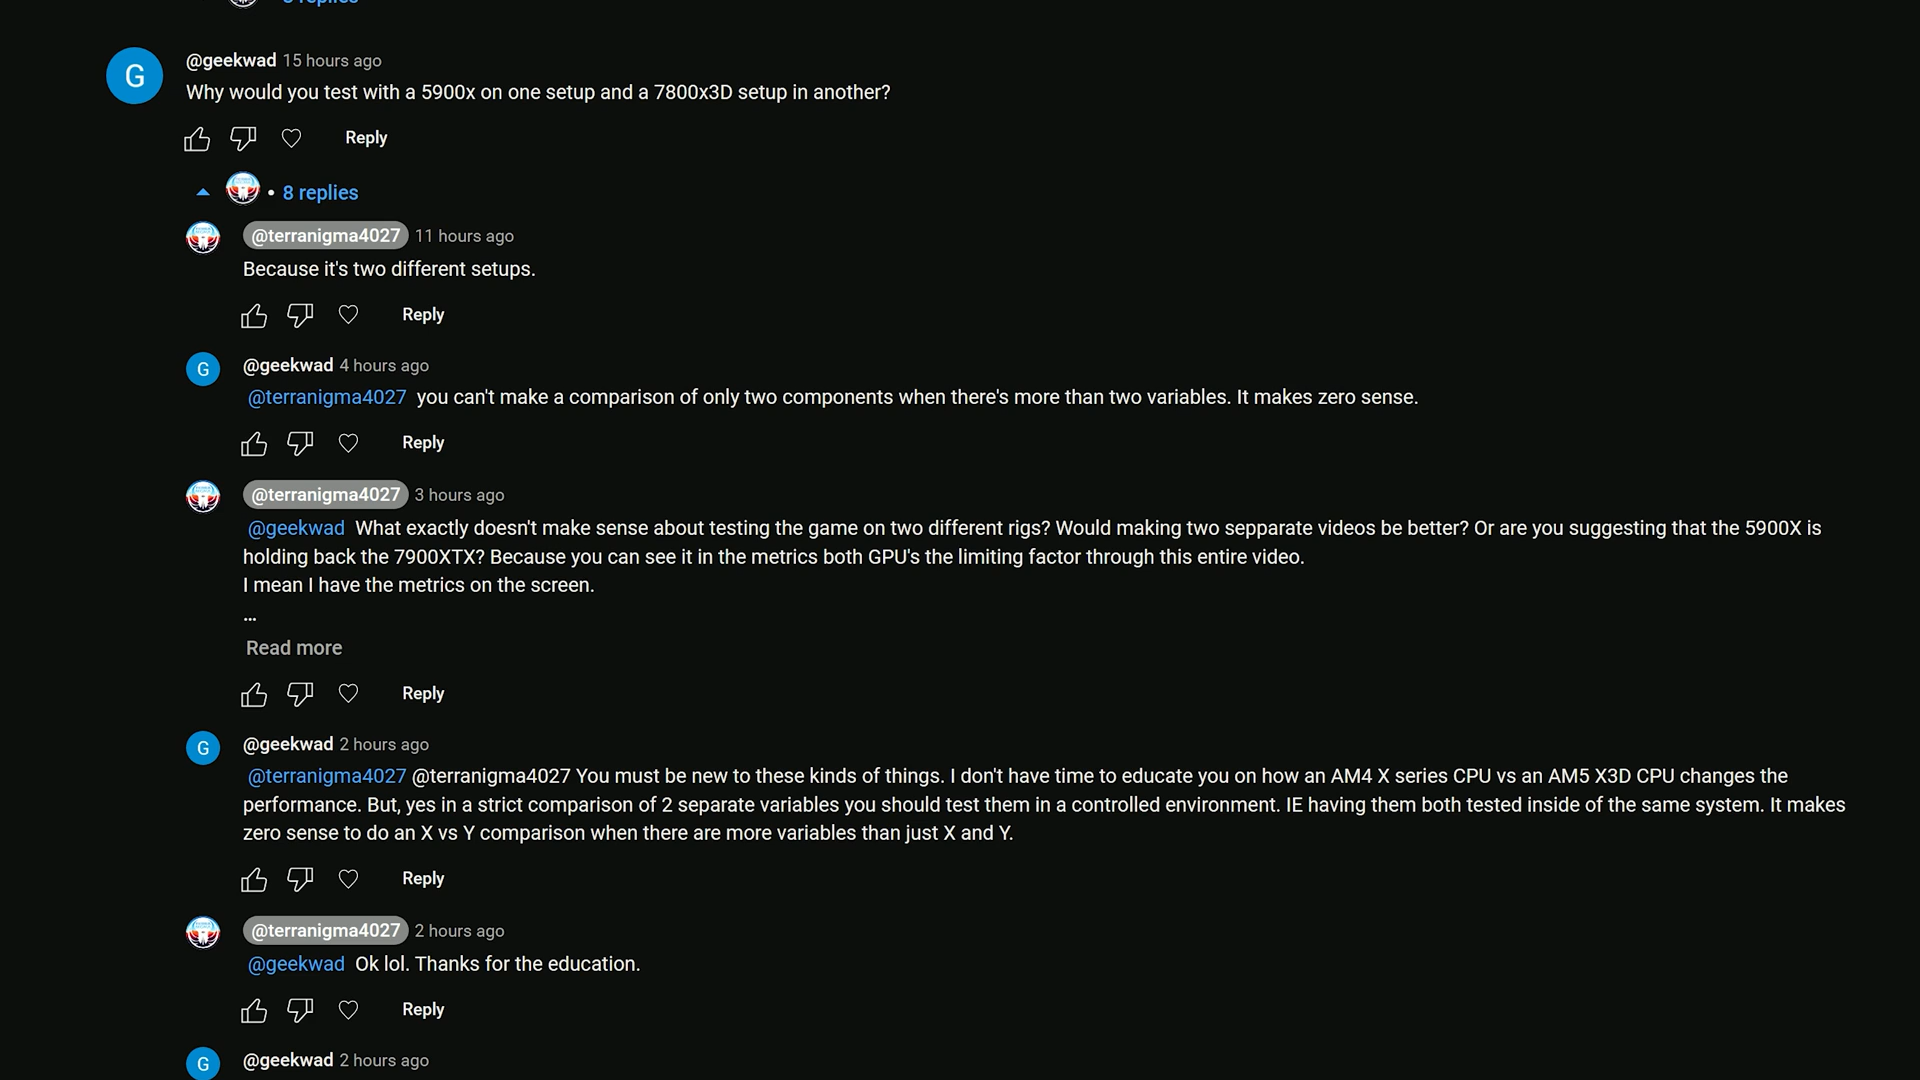 8 replies
G
@geekwad 15 hours ago
Why would you test with a 5900x on one setup and a 7800x3D setup in another?
Reply
• 8 replies
@terranigma4027 11 hours ago
Because it's two different setups.
Reply
G
@geekwad 4 hours ago
@terranigma4027 you can't make a comparison of only two components when there's more than two variables. It makes zero sense.
Reply
@terranigma4027 3 hours ago
@geekwad What exactly doesn't make sense about testing the game on two different rigs? Would making two sepparate videos be better? Or are you suggesting that the 5900X is
holding back the 7900XTX? Because you can see it in the metrics both GPU's the limiting factor through this entire video.
I mean I have the metrics on the screen.
...
Read more
Reply
G
@geekwad 2 hours ago
@terranigma4027 @terranigma4027 You must be new to these kinds of things. I don't have time to educate you on how an AM4 X series CPU vs an AM5 X3D CPU changes the
performance. But, yes in a strict comparison of 2 separate variables you should test them in a controlled environment. IE having them both tested inside of the same system. It makes
zero sense to do an X vs Y comparison when there are more variables than just X and Y.
Reply
@terranigma4027 2 hours ago
@geekwad Ok lol. Thanks for the education.
Reply
G
@geekwad 2 hours ago